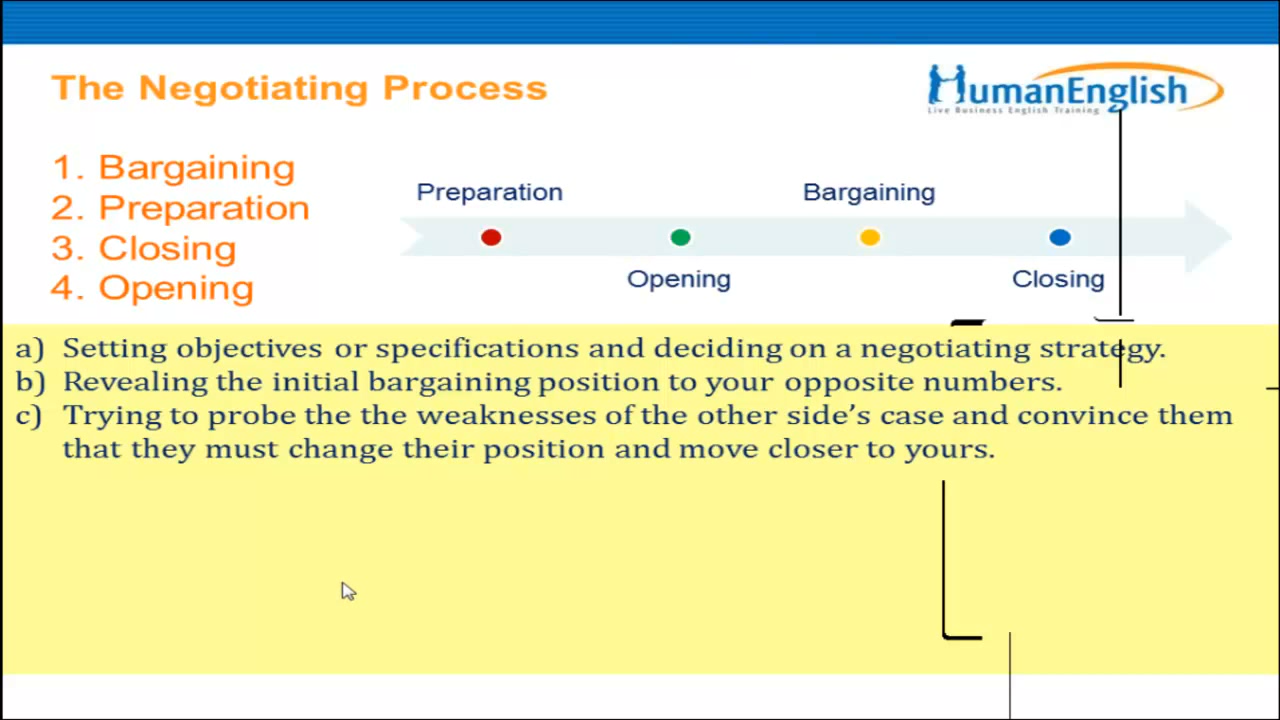 The Negotiating Process
HumanEnglish
Live Business English Training
1. Bargaining
2. Preparation
3. Closing
4. Opening
Preparation
Bargaining
Opening
Closing
a) Setting objectives or specifications and deciding on a negotiating strategy.
b) Revealing the initial bargaining position to your opposite numbers.
c) Trying to probe the the weaknesses of the other side's case and convince them
that they must change their position and move closer to yours.